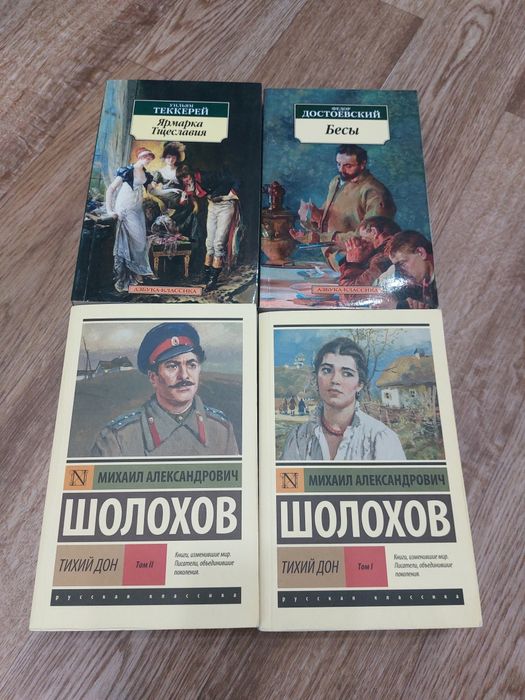 УИЛЬЯМ
ТЕККЕРЕЙ
Ярмарка
Тщеславия
АЗБУКА-КЛАССИКА
ФЕДОР
ДОСТОЕВСКИЙ
Бесы
АЗБУКА-КЛАССИКА
N
МИХАИЛ АЛЕКСАНДРОВИЧ
ШОЛОХОВ
ТИХИЙ ДОН
Том II
Книги, изменившие мир.
Писатели, объединившие
поколения.
русская классика
N
МИХАИЛ АЛЕКСАНДРОВИЧ
ШОЛОХОВ
ТИХИЙ ДОН
Том I
Книги, изменившие мир.
Писатели, объединившие
поколения.
русская классика